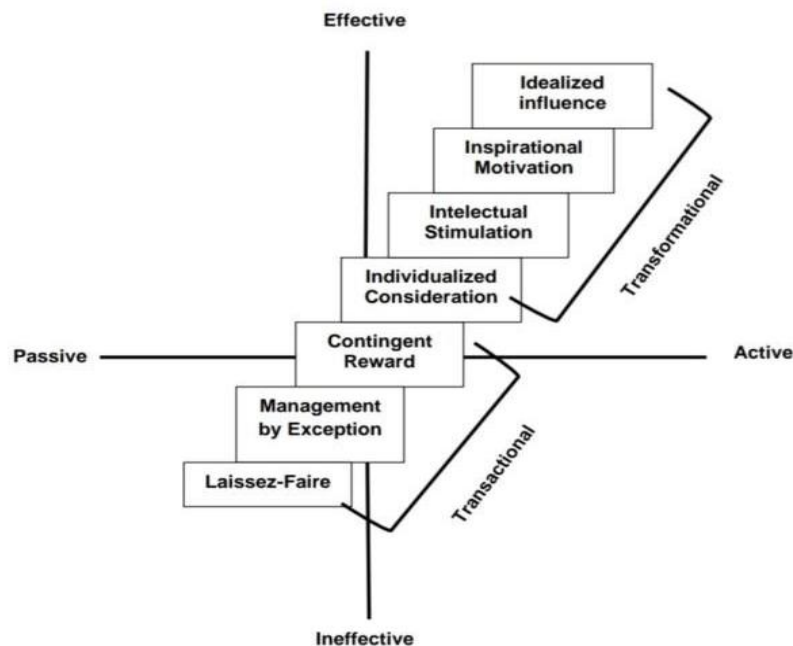 Effective
Idealized
influence
Inspirational
Motivation
Intelectual
Stimulation
Transformational
Individualized
Consideration
Passive
Contingent
Reward
Active
Management
by Exception
Transactional
Laissez-Faire
Ineffective